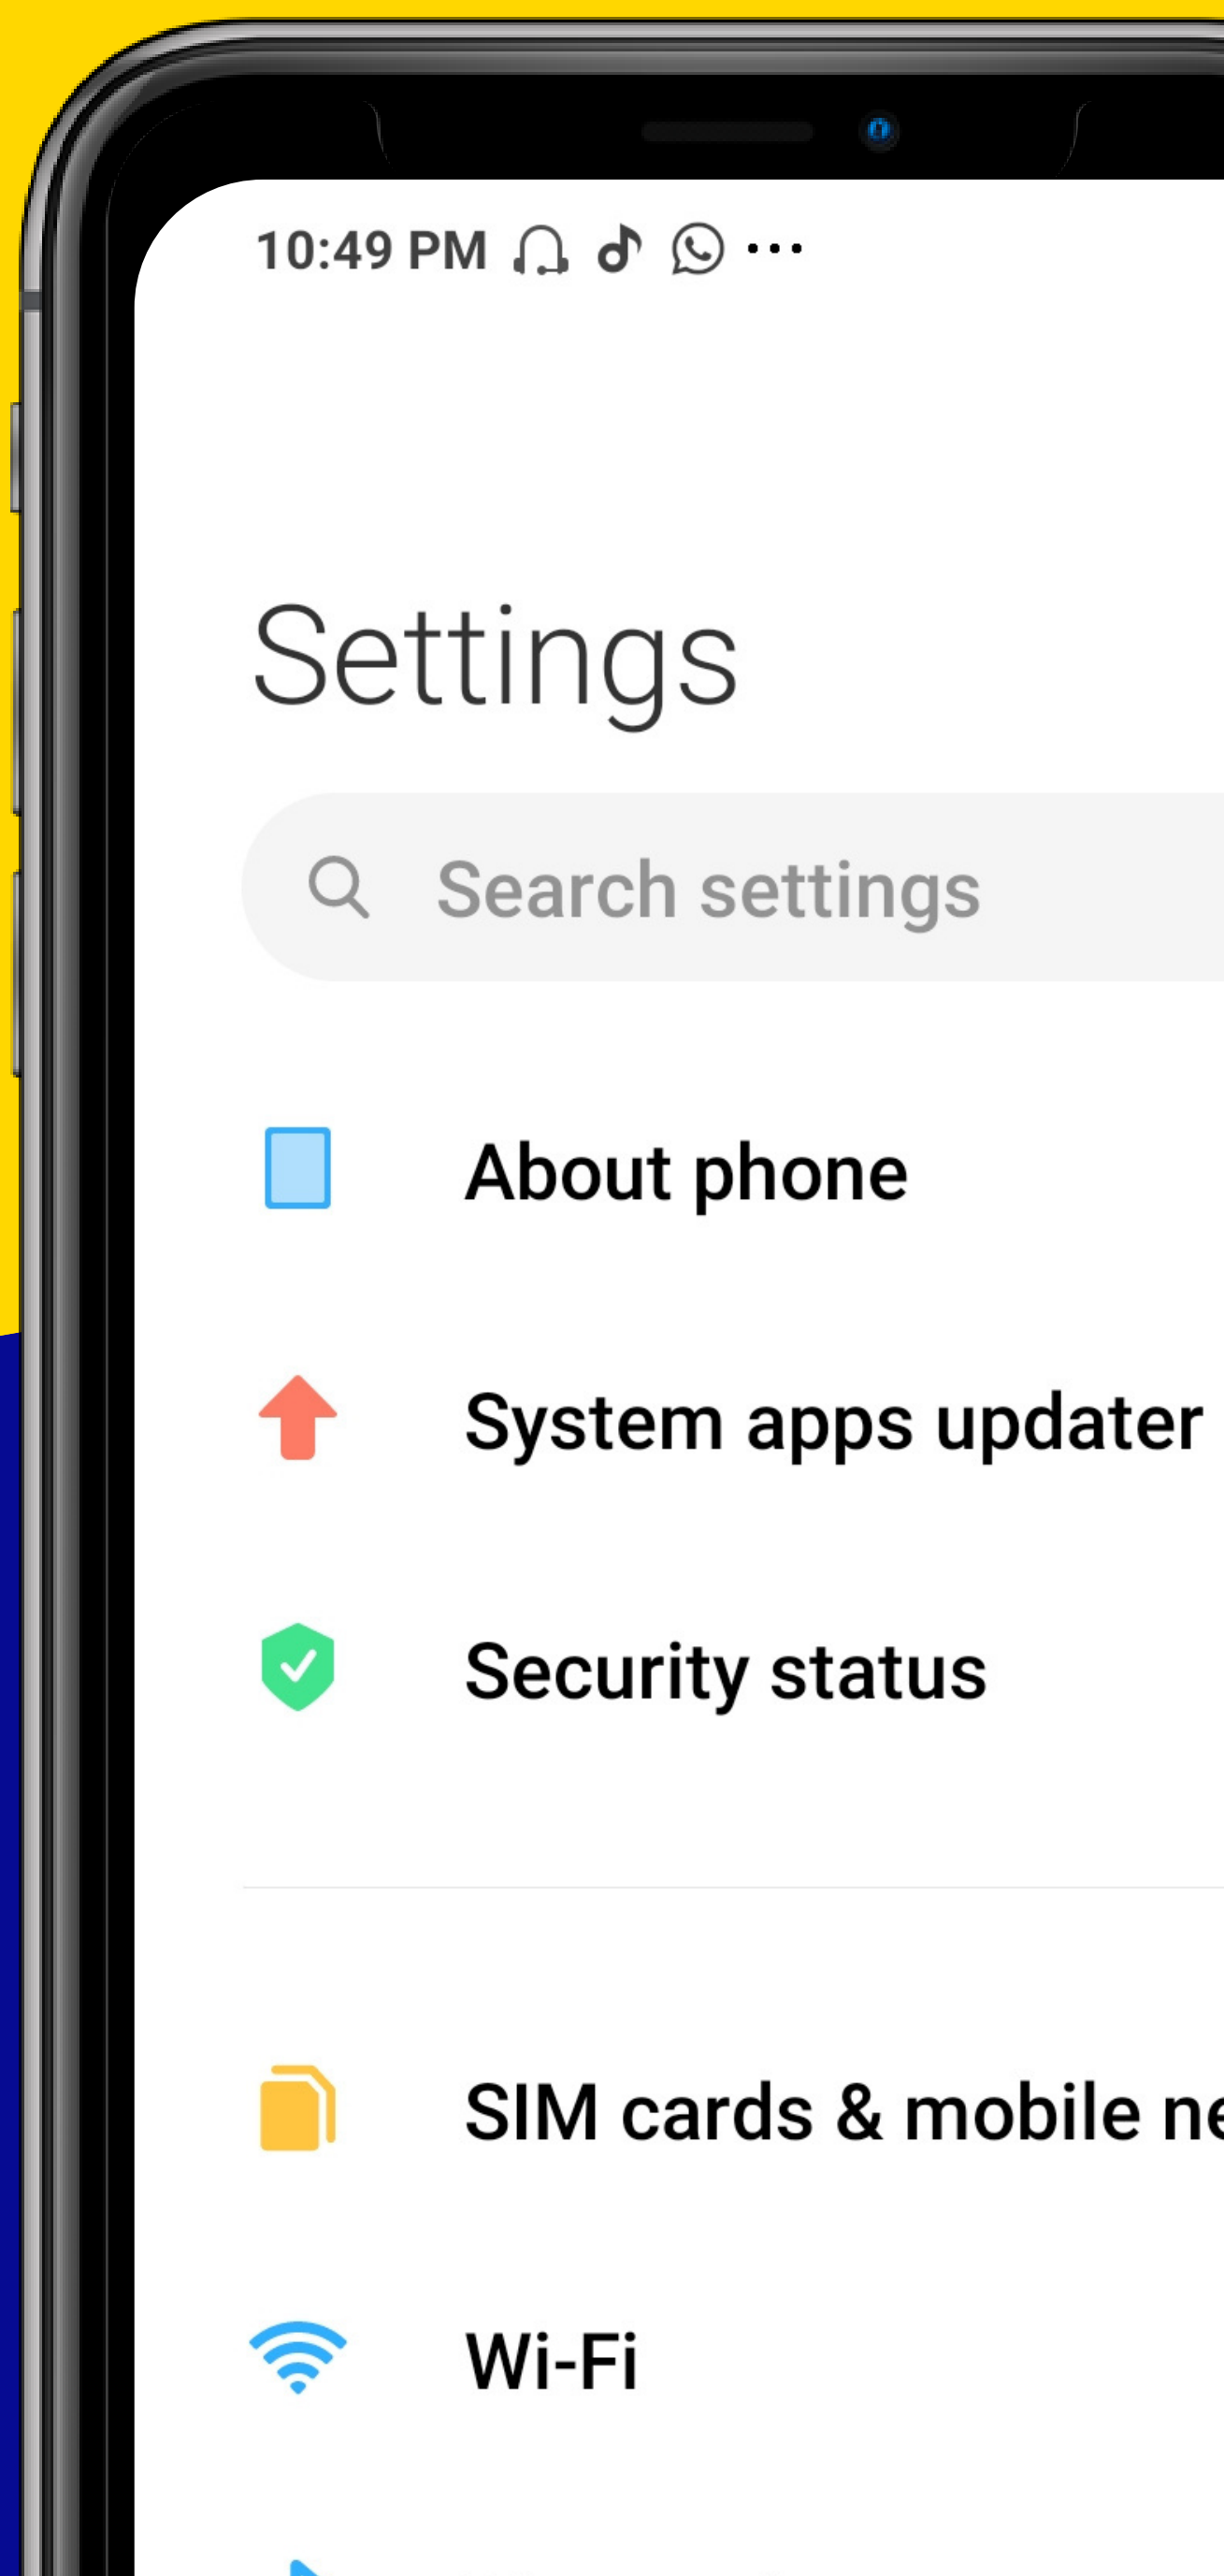 10:49 PM
Settings
Search settings
About phone
System apps updater
Security status
SIM cards & mobile ne
Wi-Fi